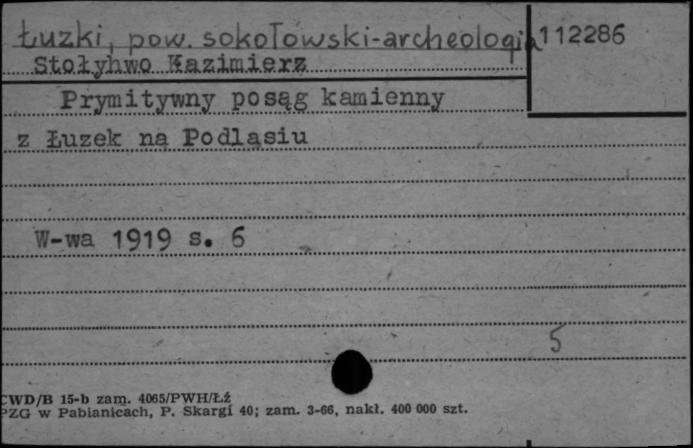 Łuzki, pow. sokołowski-archeologia 112286
Stołyhwo Kazimierz
Prymitywny posąg kamienny
z Łuzek na Podlasiu
W-wa 1919 s. 6
5
CWD/B 15-b zam. 4065/PWH/Łź
PZG w Pabianicach, P. Skargi 40; zam. 3-66, nakł. 400 000 szt.